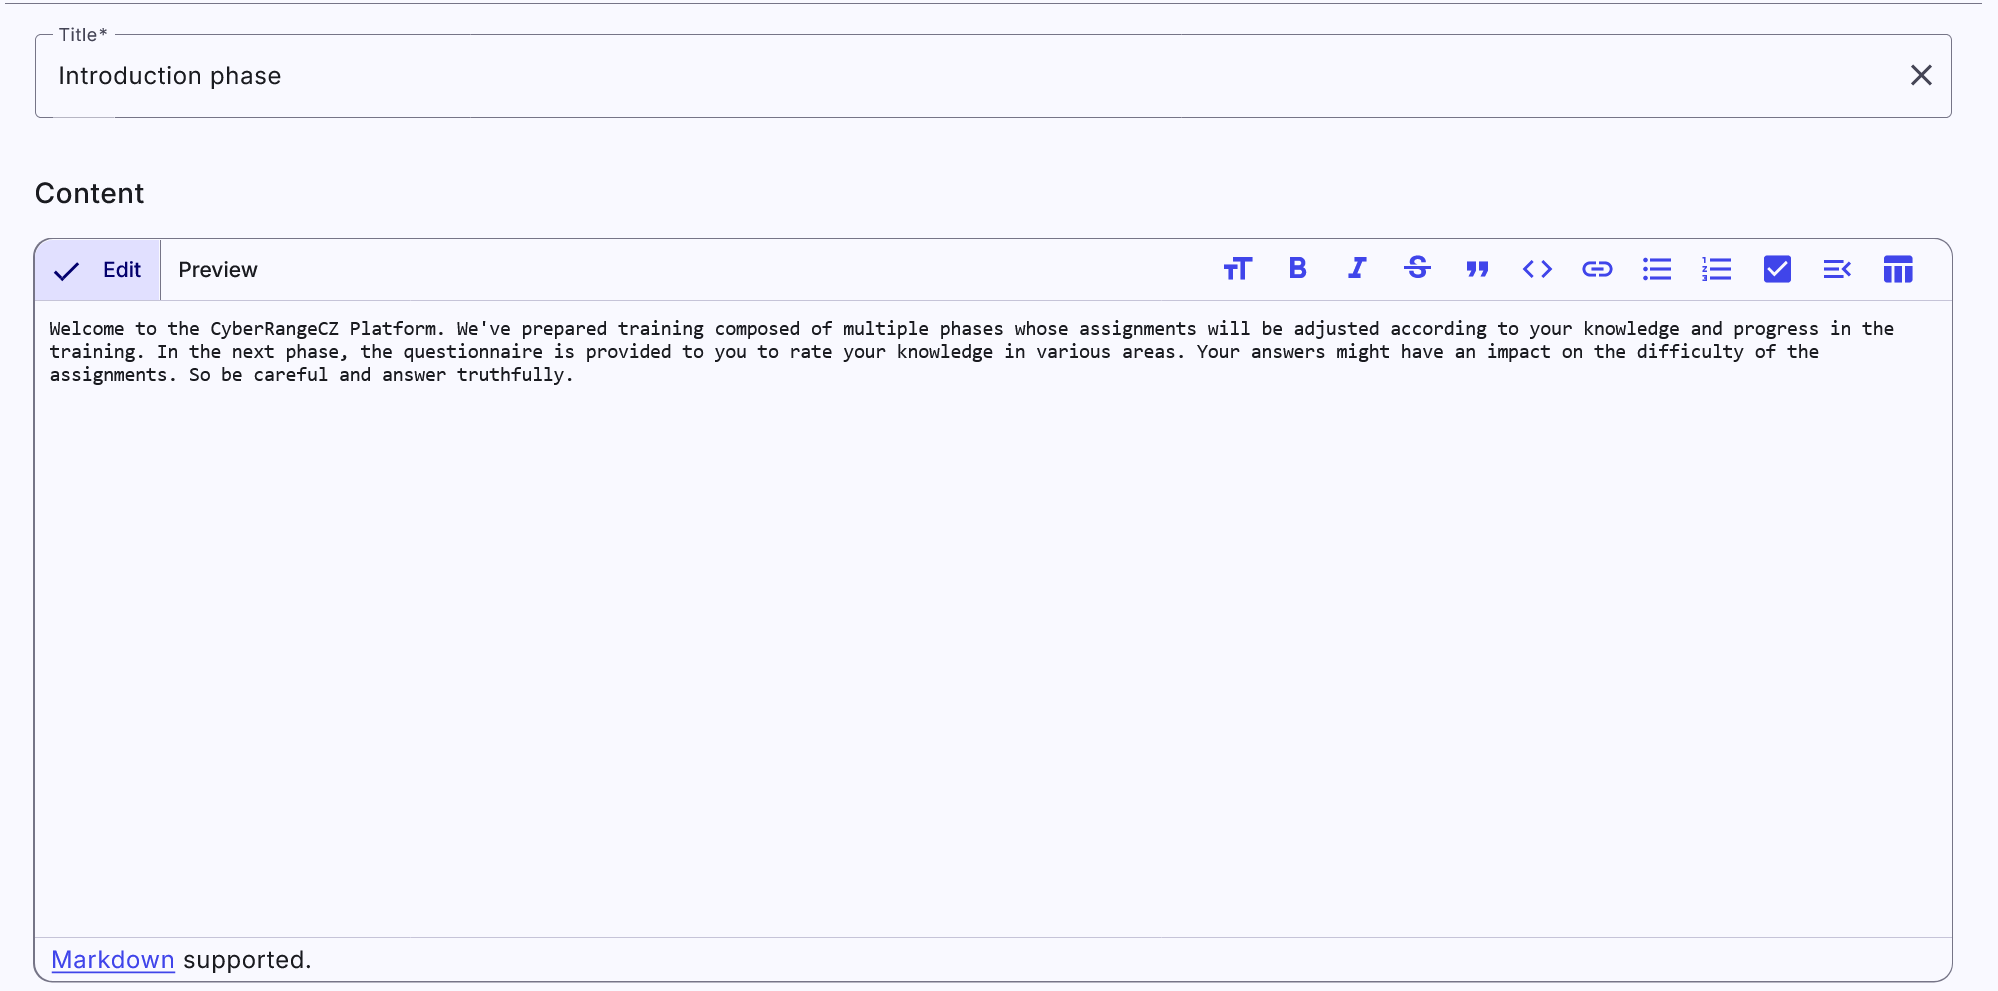 Title*
Introduction phase
Content
Edit
Preview
Welcome to the CyberRangeCZ Platform. We've prepared training composed of multiple phases whose assignments will be adjusted according to your knowledge and progress in the
training. In the next phase, the questionnaire is provided to you to rate your knowledge in various areas. Your answers might have an impact on the difficulty of the
assignments. So be careful and answer truthfully.
Markdown supported.